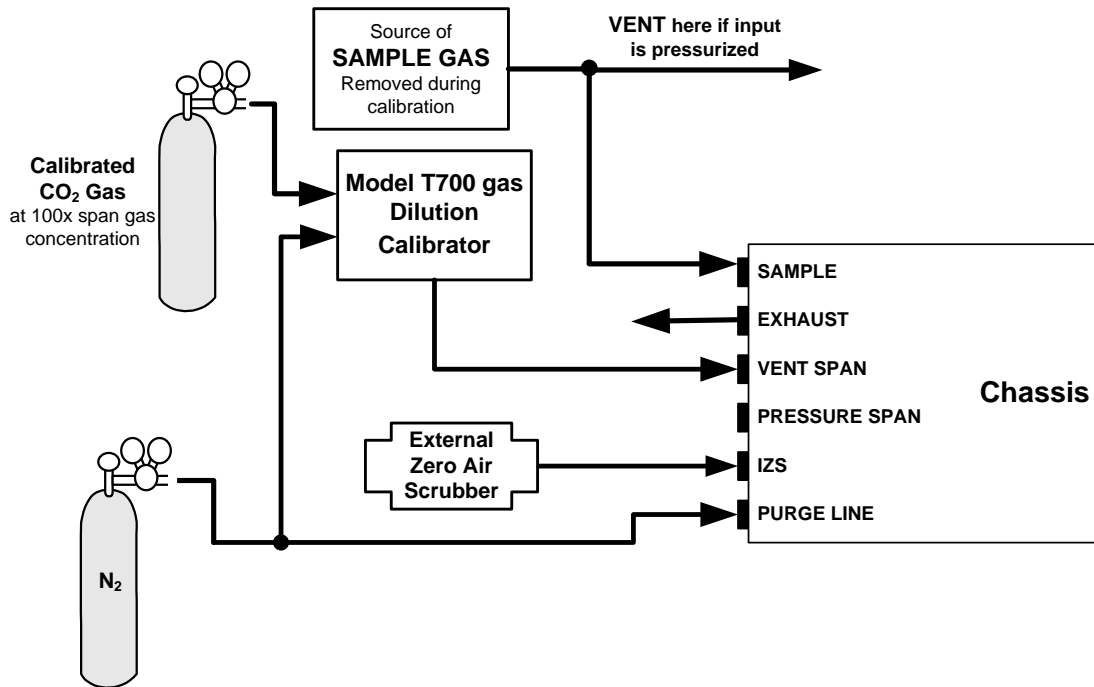 Source of
SAMPLE GAS
Removed during
calibration
VENT here if input
is pressurized
Calibrated
CO₂ Gas
at 100x span gas
concentration
Model T700 gas
Dilution
Calibrator
SAMPLE
EXHAUST
VENT SPAN
PRESSURE SPAN
IZS
PURGE LINE
Chassis
External
Zero Air
Scrubber
N₂